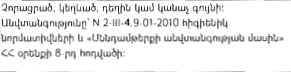 Չորացրած, կեղևած, դեղին կամ կանաչ գույնի:
Անվտանգությունը՝ N 2-III-4,9-01-2010 հիգիենիկ
նորմատիվների և «Սննդամթերքի անվտանգության մասին»
ՀՀ օրենքի 8-րդ հոդվածի: